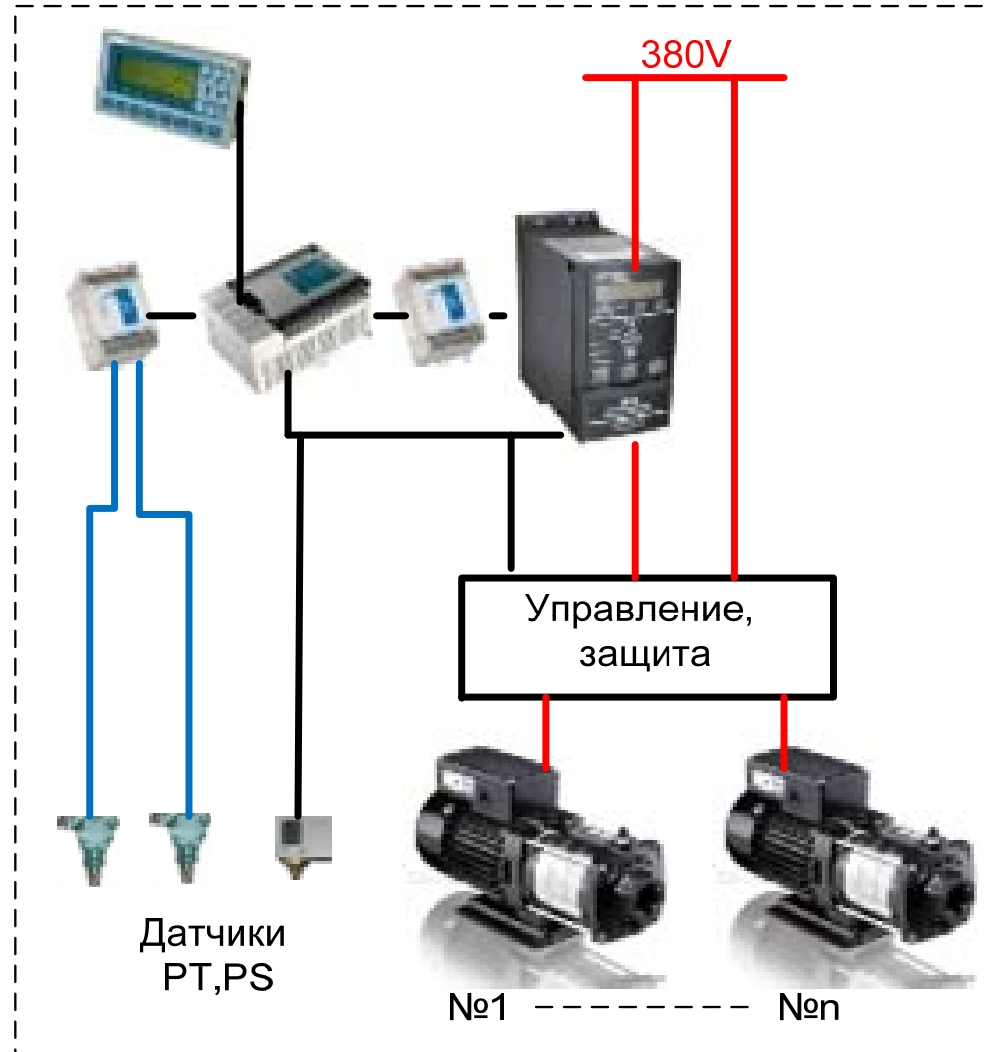 380V
Управление,
защита
Датчики
PT,PS
№1
№n